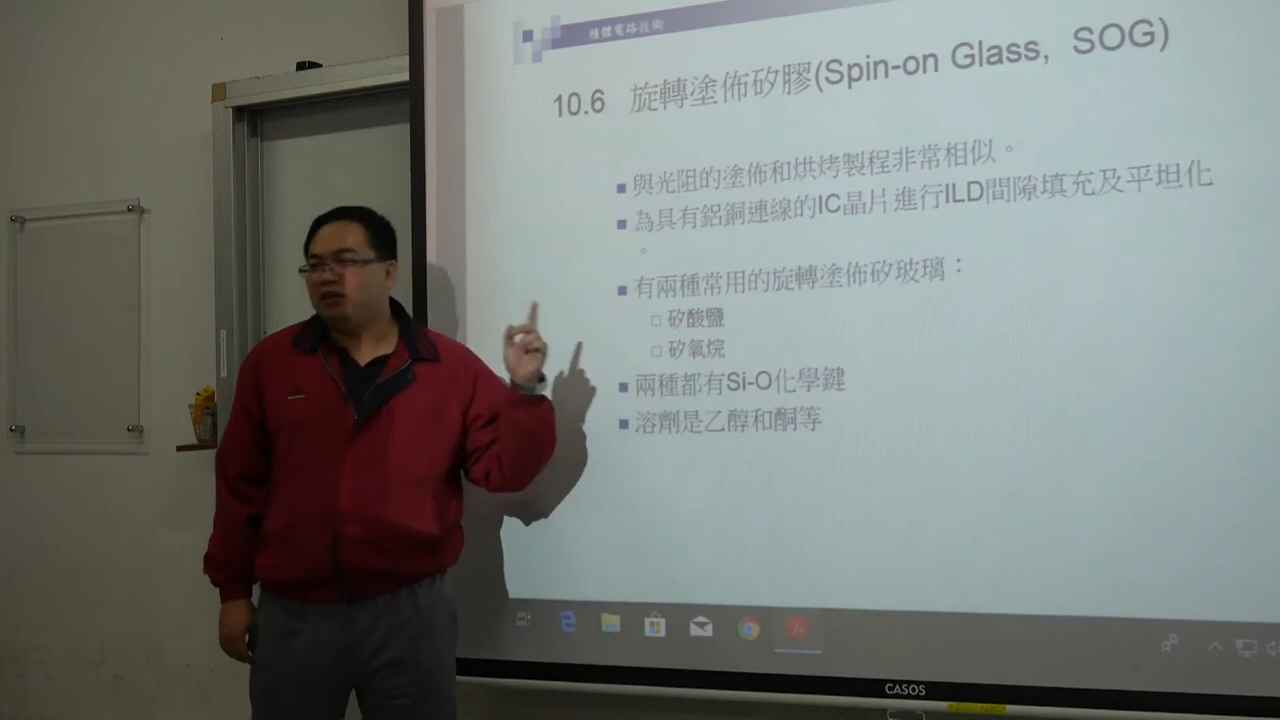 積體電路技術
10.6 旋轉塗佈矽膠(Spin-on Glass, SOG)
■ 與光阻的塗佈和烘烤製程非常相似。
■ 為具有鋁銅連線的IC晶片進行ILD間隙填充及平坦化
。
■ 有兩種常用的旋轉塗佈矽玻璃：
□ 矽酸鹽
□ 矽氧烷
■ 兩種都有Si-O化學鍵
■ 溶劑是乙醇和酮等
CASOS